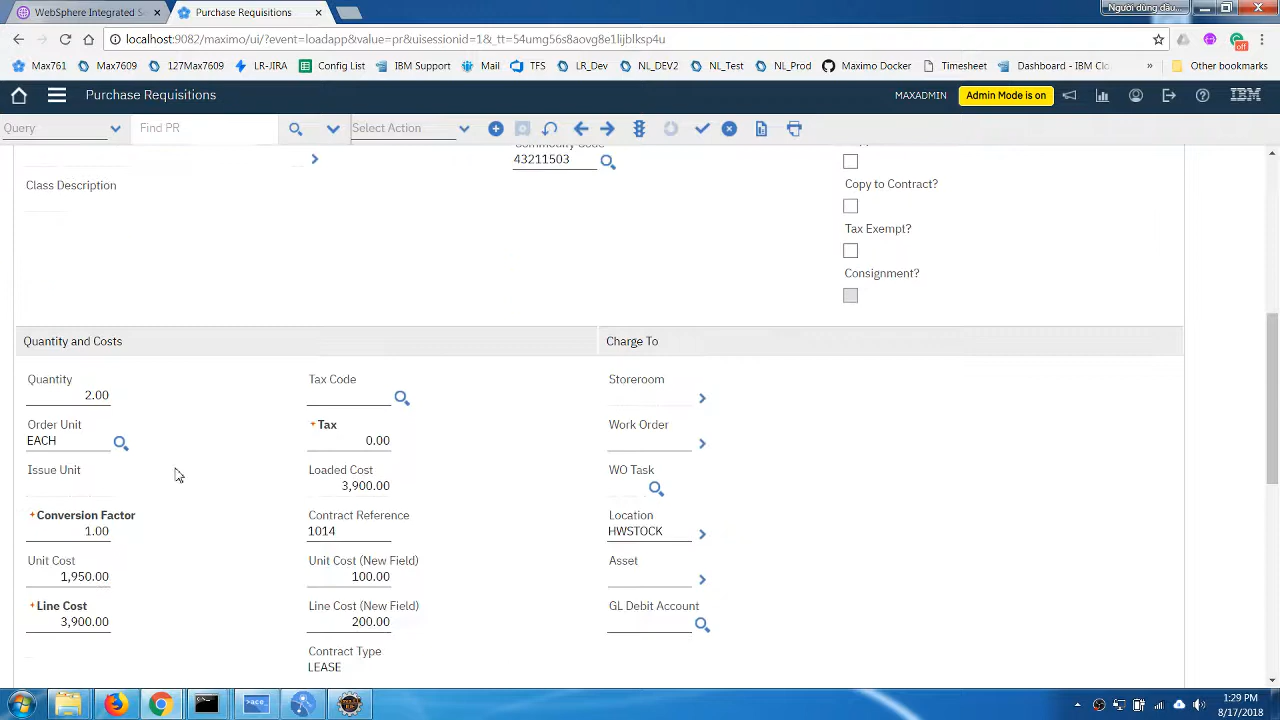 WebSphere Integrated S
Purchase Requisitions
Người dùng đầu...
localhost:9082/maximo/ui/?event=loadapp&value=pr&uisessionid=1&_tt=54umg56s8aovg8e1lijblksp4u
Max761
Max7609
127Max7609
LR-JIRA
Config List
IBM Support
Mail
TFS
LR_Dev
NL_DEV2
NL_Test
NL_Prod
Maximo Docker
Timesheet
Dashboard - IBM Clo
»
Other bookmarks
off
Purchase Requisitions
MAXADMIN
Admin Mode is on
IBM
Query
Find PR
Select Action
Commodity Code
43211503
Class Description
Copy to Contract?
Tax Exempt?
Consignment?
Quantity and Costs
Charge To
Quantity
2.00
Tax Code
Storeroom
Order Unit
EACH
* Tax
0.00
Work Order
Issue Unit
Loaded Cost
3,900.00
WO Task
* Conversion Factor
1.00
Contract Reference
1014
Location
HWSTOCK
Unit Cost
1,950.00
Unit Cost (New Field)
100.00
Asset
* Line Cost
3,900.00
Line Cost (New Field)
200.00
GL Debit Account
Contract Type
LEASE
1:29 PM
8/17/2018